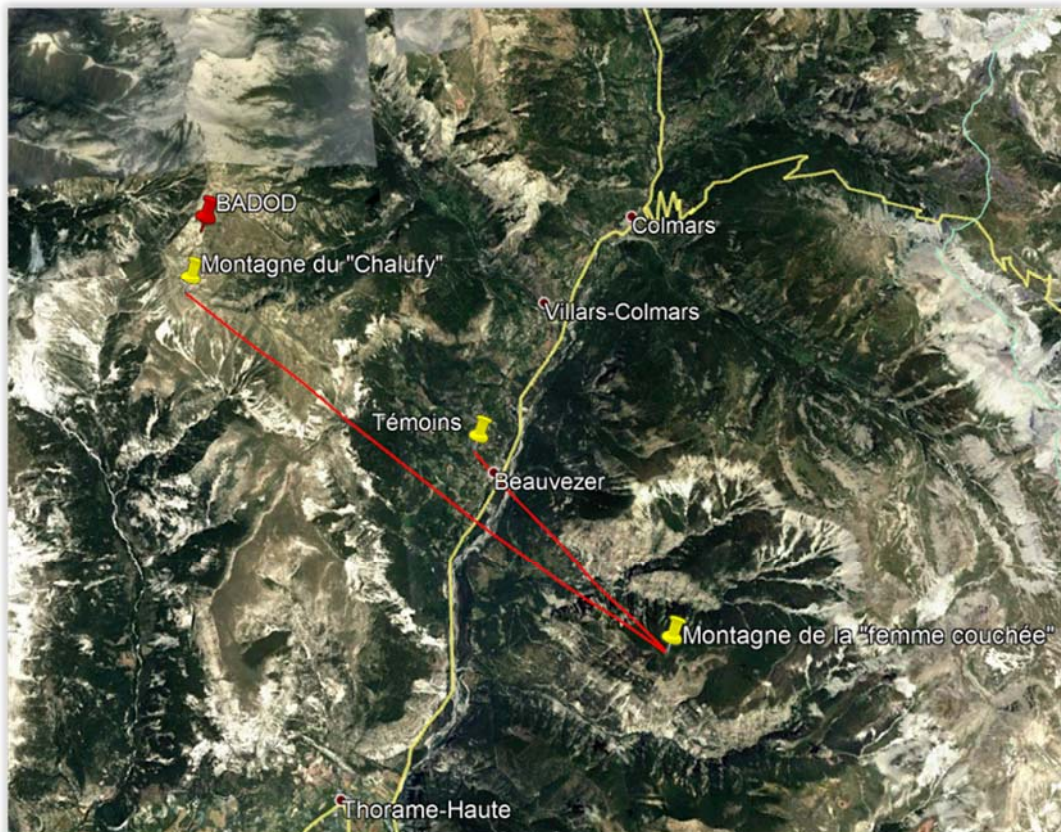 BADOD
Colmars
Montagne du "Chalufy"
Villars-Colmars
Témoins
Beauvezer
Montagne de la "femme couchée"
Thorame-Haute